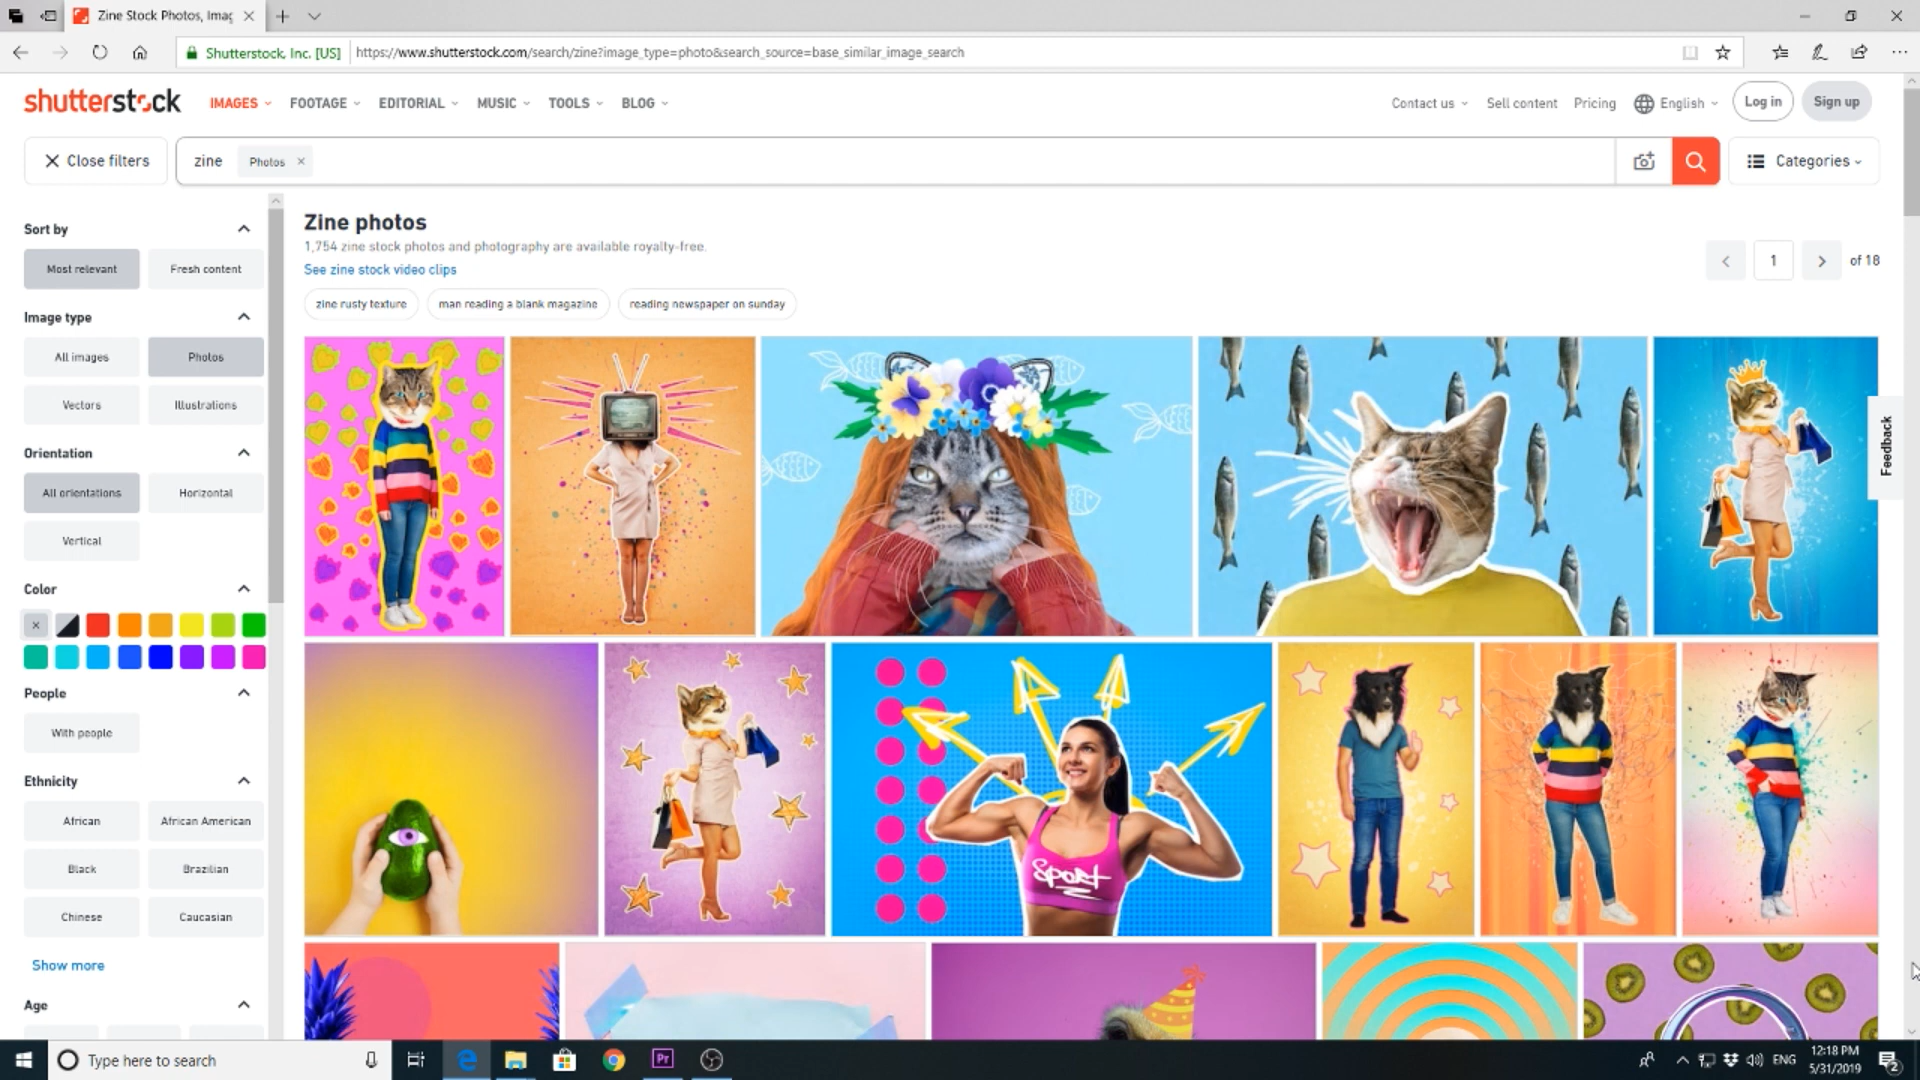 Zine Stock Photos, Imag
Shutterstock, Inc. [US]
https://www.shutterstock.com/search/zine?image_type=photo&search_source=base_similar_image_search
shutterstock
IMAGES
FOOTAGE
EDITORIAL
MUSIC
TOOLS
BLOG
Contact us
Sell content
Pricing
English
Log in
Sign up
Close filters
zine
Photos
Categories
Sort by
Most relevant
Fresh content
Image type
All images
Photos
Vectors
Illustrations
Orientation
All orientations
Horizontal
Vertical
Color
People
With people
Ethnicity
African
African American
Black
Brazilian
Chinese
Caucasian
Show more
Age
Zine photos
1,754 zine stock photos and photography are available royalty-free.
See zine stock video clips
zine rusty texture
man reading a blank magazine
reading newspaper on sunday
1
of 18
Feedback
Sport
Type here to search
Pr
ENG
12:18 PM
5/31/2019
2